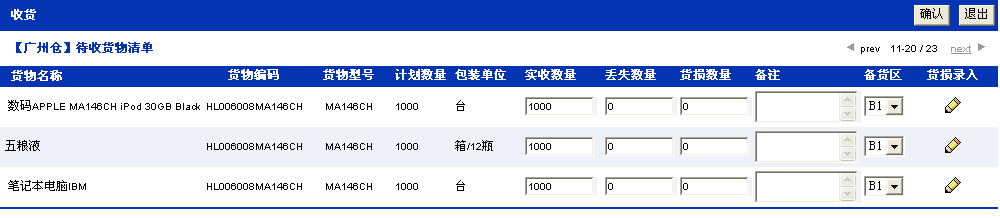 收货 确认 退出
【广州仓】待收货物清单 prev 11-20 / 23 next
货物名称 货物编码 货物型号 计划数量 包装单位 实收数量 丢失数量 货损数量 备注 备货区 货损录入
数码APPLE MA146CH iPod 30GB Black HL006008MA146CH MA146CH 1000 台 1000 0 0 B1
五粮液 HL006008MA146CH MA146CH 1000 箱/12瓶 1000 0 0 B1
笔记本电脑IBM HL006008MA146CH MA146CH 1000 台 1000 0 0 B1